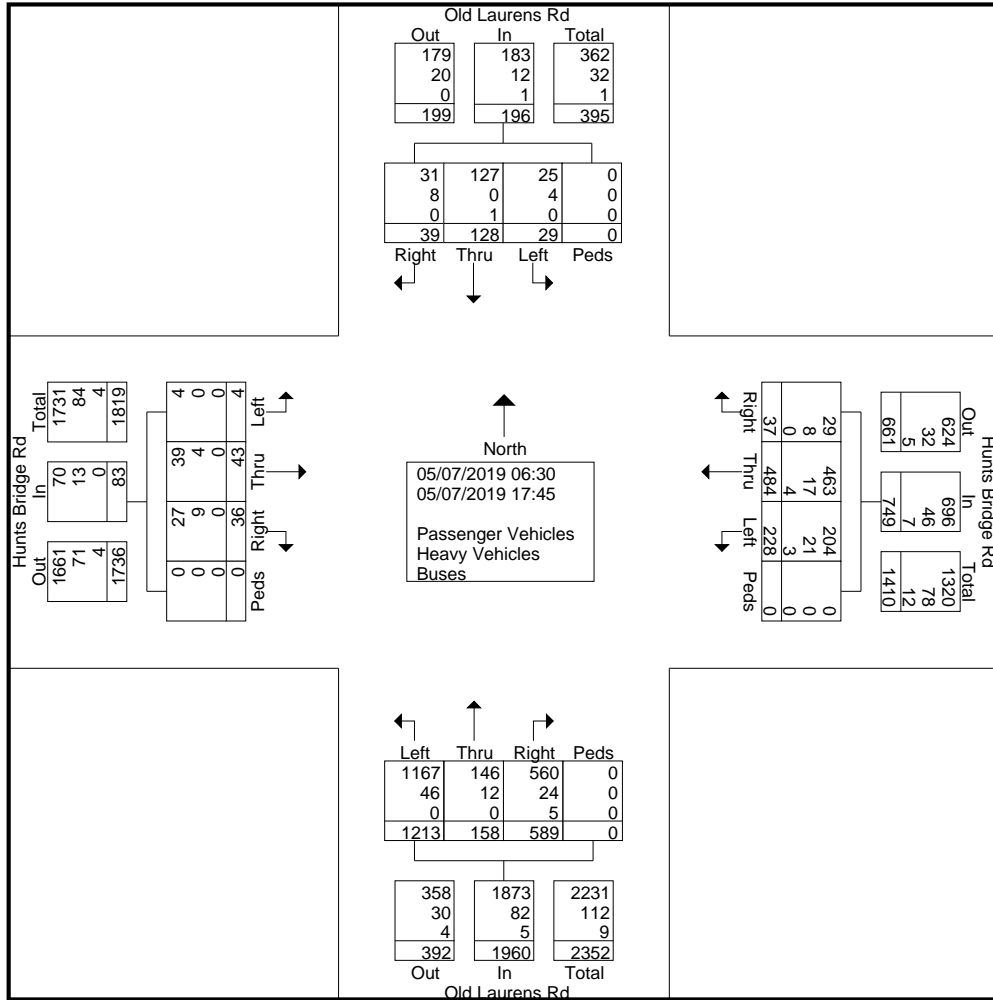 Old Laurens Rd
Out In Total
179 183 362
20 12 32
0 1 1
199 196 395
31 127 25 0
8 0 4 0
0 1 0 0
39 128 29 0
Right Thru Left Peds
Hunts Bridge Rd
Total In Out
1731 70 1661
84 13 71
4 0 4
1819 83 1736
4 39 27 0
0 4 9 0
0 0 0 0
4 43 36 0
Left Thru Right Peds
North
05/07/2019 06:30
05/07/2019 17:45
Passenger Vehicles
Heavy Vehicles
Buses
Right Thru Left Peds
37 484 228 0
0 4 3 0
8 17 21 0
29 463 204 0
Out In Total
624 696 1320
32 46 78
5 7 12
661 749 1410
Hunts Bridge Rd
Left Thru Right Peds
1167 146 560 0
46 12 24 0
0 0 5 0
1213 158 589 0
358 1873 2231
30 82 112
4 5 9
392 1960 2352
Out In Total
Old Laurens Rd